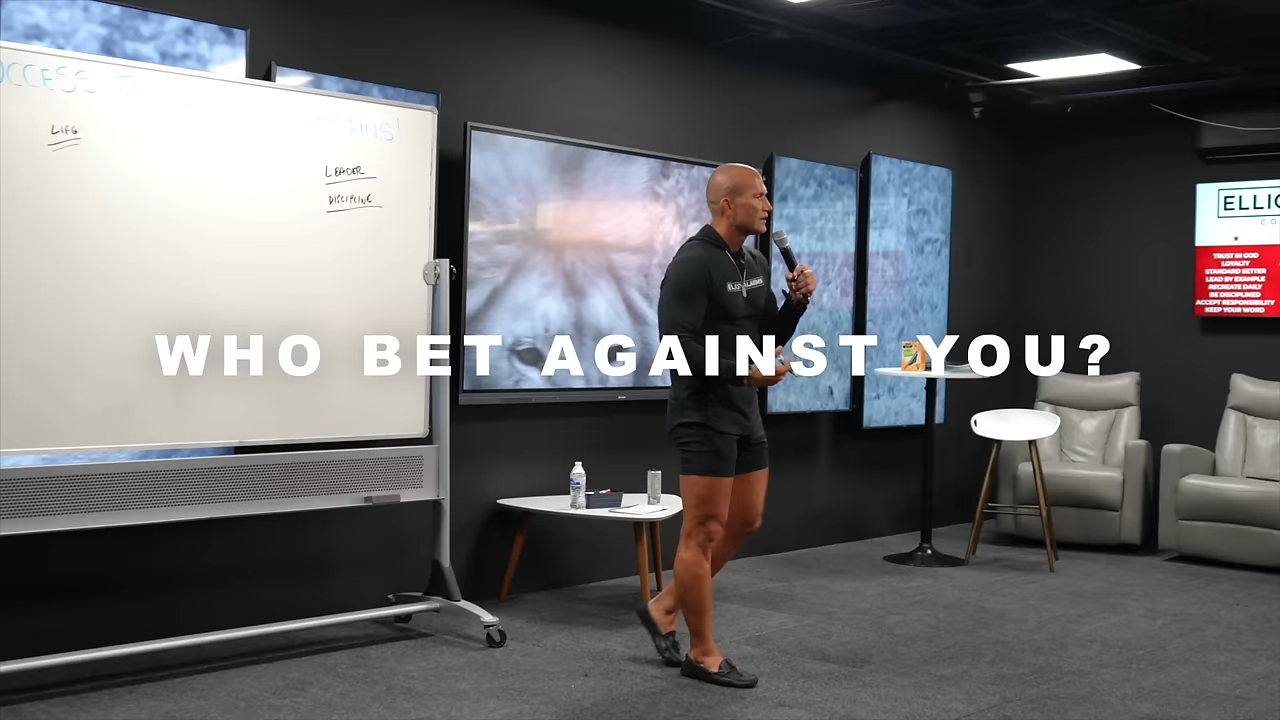 LIFE
LEADER
DISCIPLINE
TRUST IN GOD
LOYALTY
STANDARD SETTER
LEAD BY EXAMPLE
RECREATE DAILY
BE DISCIPLINED
ACCEPT RESPONSIBILITY
KEEP YOUR WORD
WHO BET AGAINST YOU?